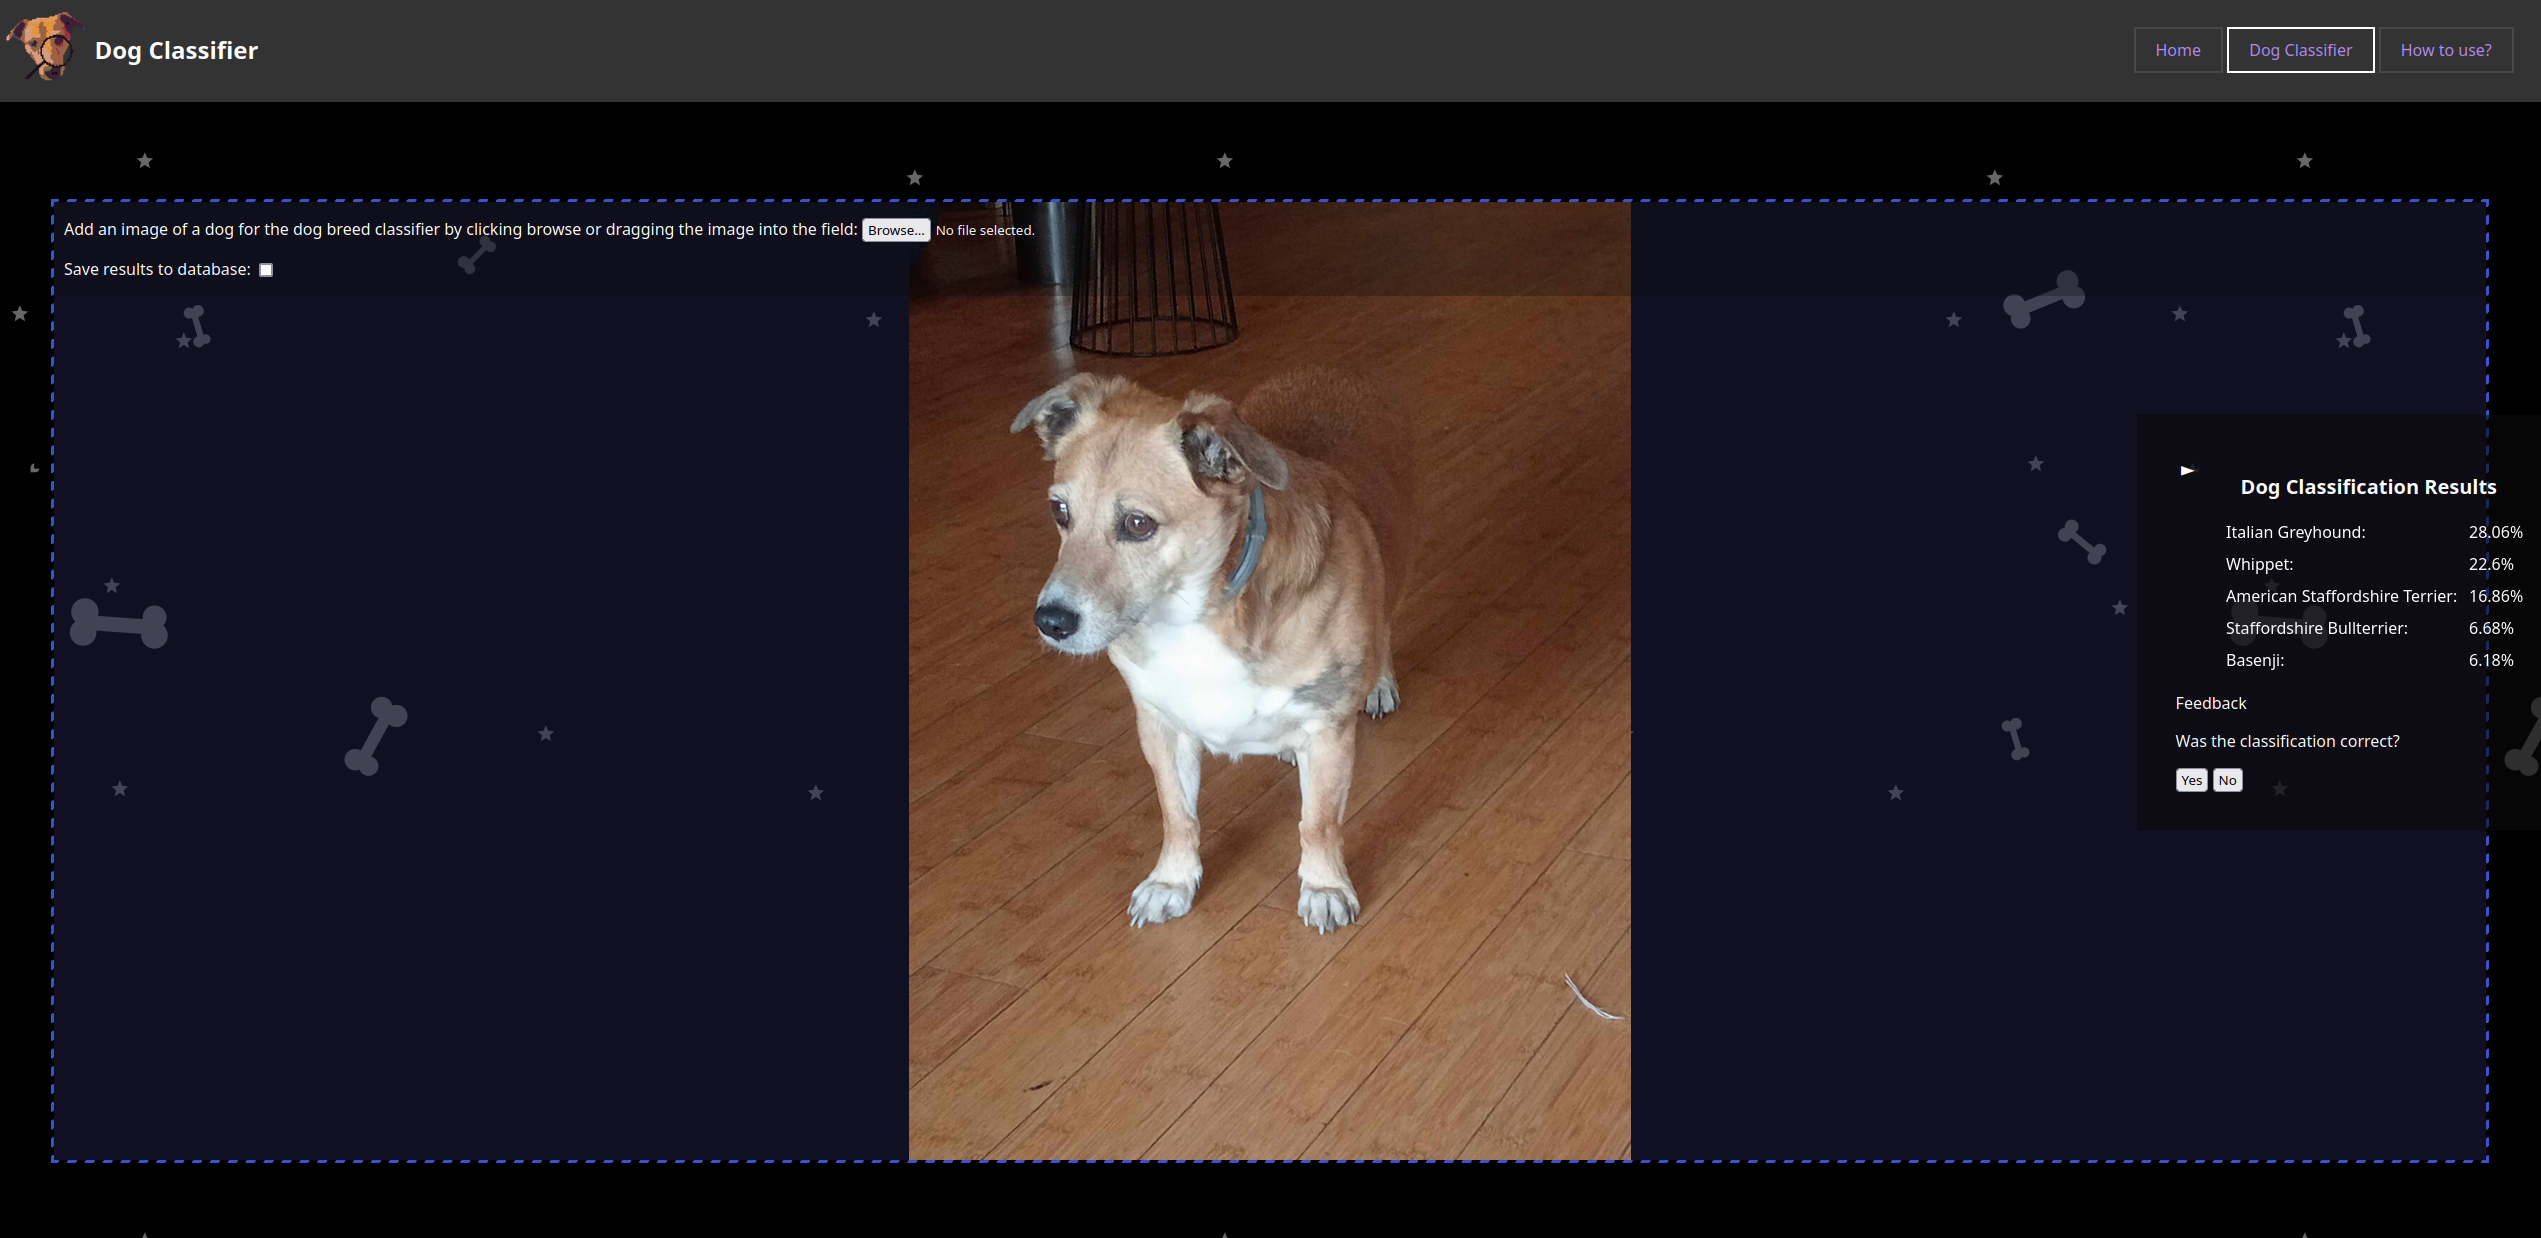 Dog Classifier
Home
Dog Classifier
How to use?
Add an image of a dog for the dog breed classifier by clicking browse or dragging the image into the field: Browse... No file selected.
Save results to database:
Dog Classification Results
Italian Greyhound: 28.06%
Whippet: 22.6%
American Staffordshire Terrier: 16.86%
Staffordshire Bullterrier: 6.68%
Basenji: 6.18%
Feedback
Was the classification correct?
Yes No